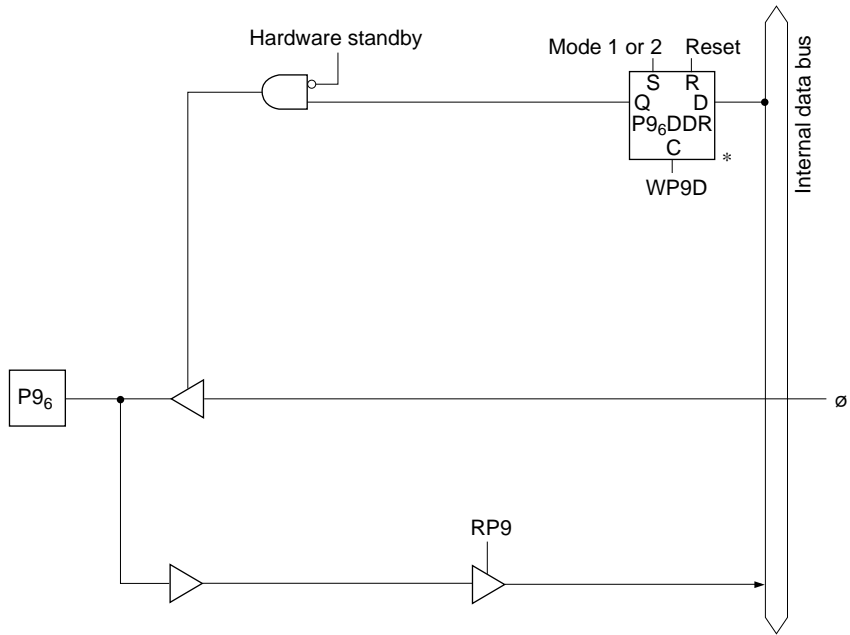 Hardware standby
Mode 1 or 2 Reset
S R
Q D
P9₆DDR
C
*
WP9D
Internal data bus
P9₆
ø
RP9